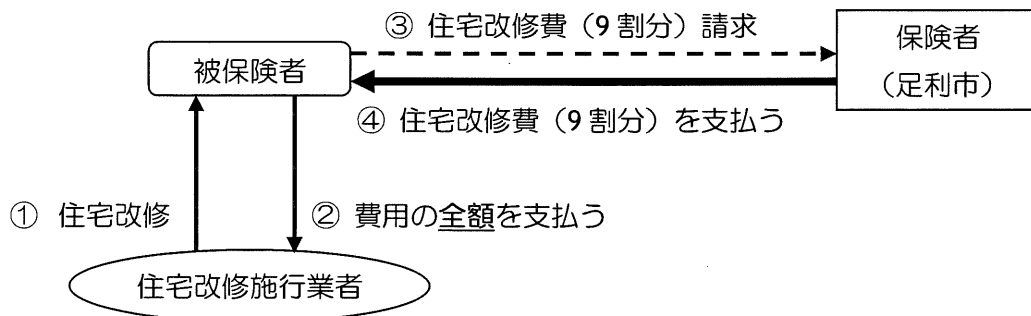 ③ 住宅改修費（9割分）請求
被保険者
保険者
（足利市）
④ 住宅改修費（9割分）を支払う
① 住宅改修
② 費用の全額を支払う
住宅改修施行業者